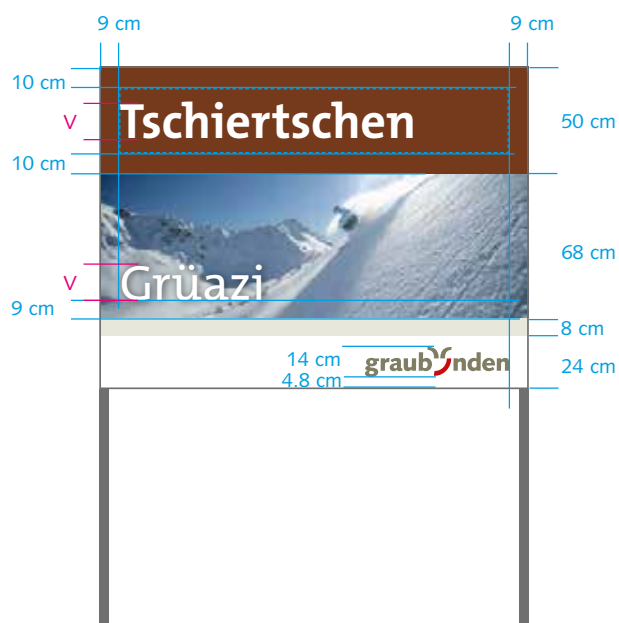 9 cm 9 cm
10 cm
V Tschiertschen 50 cm
10 cm
68 cm
V Grüazi
9 cm
8 cm
14 cm graubünden 24 cm
4.8 cm